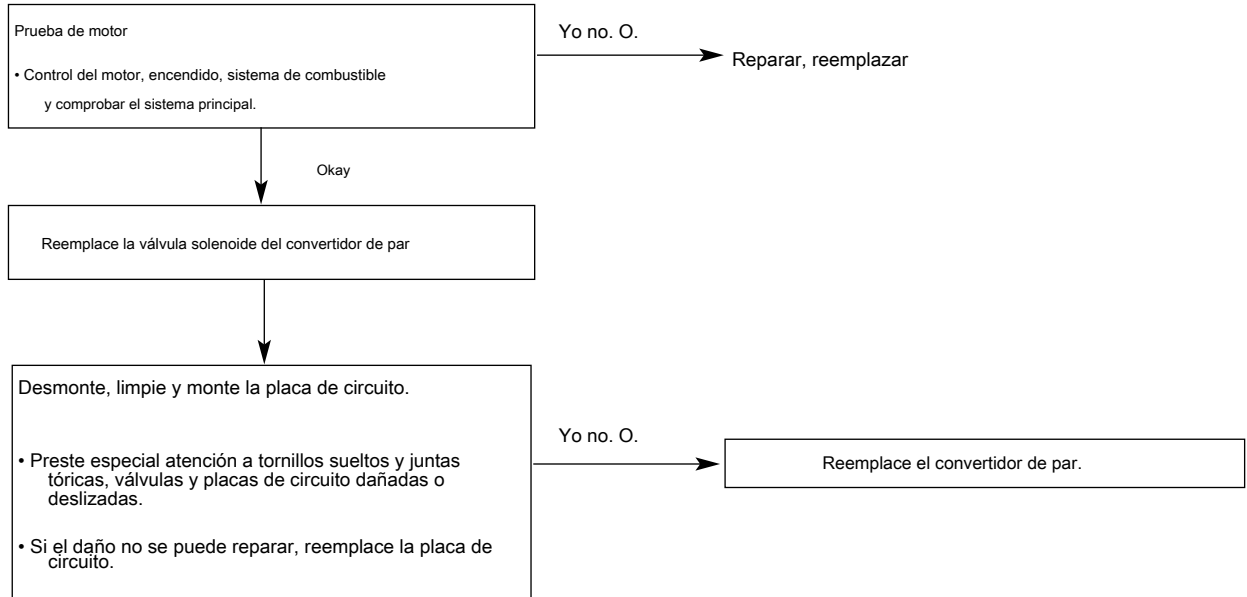 Prueba de motor
Yo no. O.
Reparar, reemplazar
• Control del motor, encendido, sistema de combustible
y comprobar el sistema principal.
Okay
Reemplace la válvula solenoide del convertidor de par
Desmonte, limpie y monte la placa de circuito.
• Preste especial atención a tornillos sueltos y juntas
tóricas, válvulas y placas de circuito dañadas o
deslizadas.
• Si el daño no se puede reparar, reemplace la placa de
circuito.
Yo no. O.
Reemplace el convertidor de par.